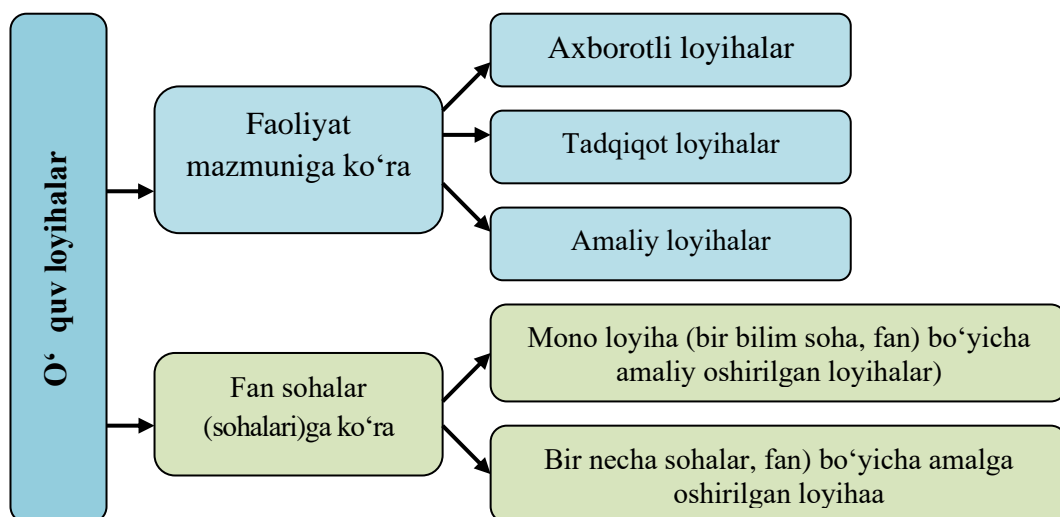 O‘ quv loyihalar
Faoliyat
mazmuniga ko‘ra
Axborotli loyihalar
Tadqiqot loyihalar
Amaliy loyihalar
Fan sohalar
(sohalari)ga ko‘ra
Mono loyiha (bir bilim soha, fan) bo‘yicha
amaliy oshirilgan loyihalar)
Bir necha sohalar, fan) bo‘yicha amalga
oshirilgan loyihaa